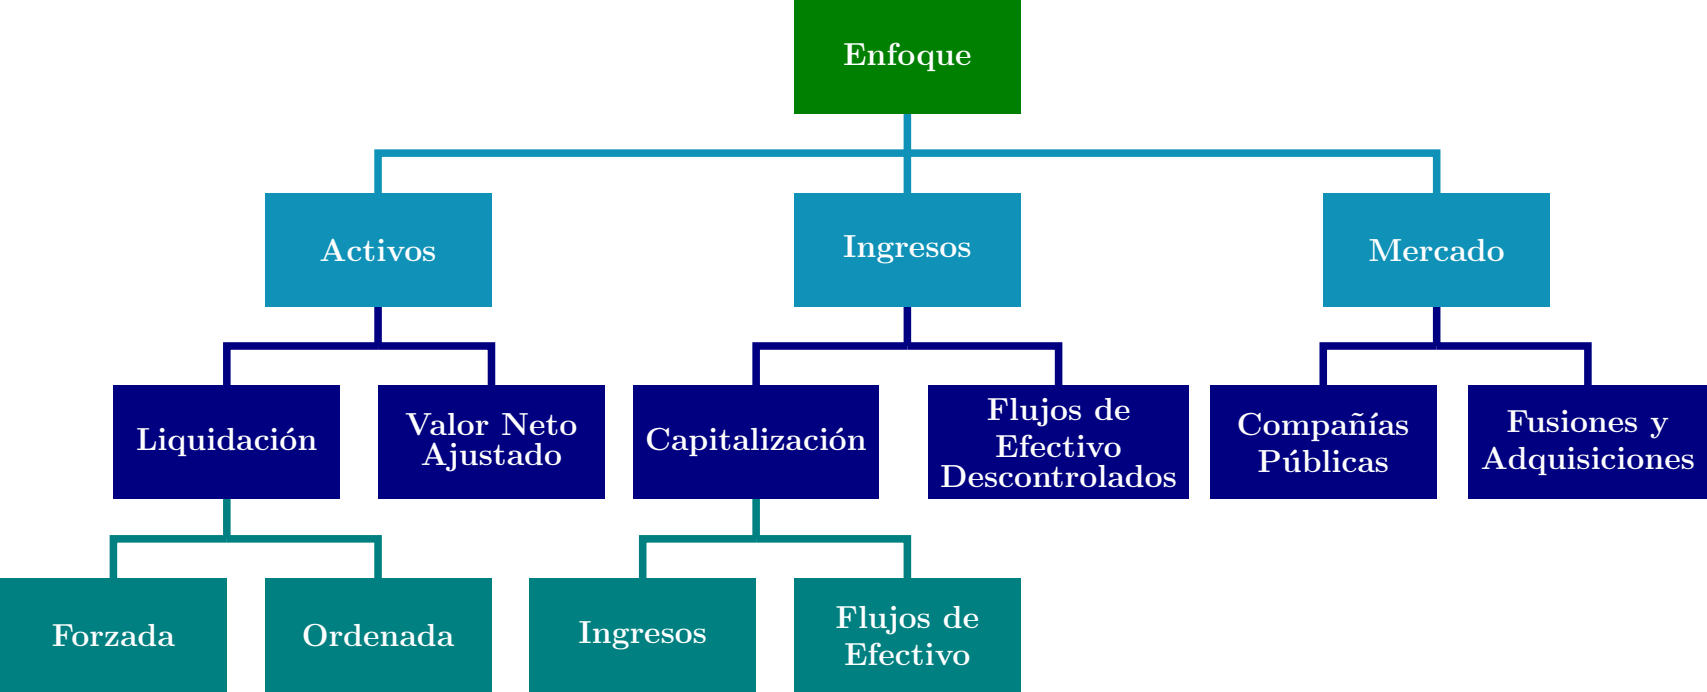 Enfoque
Activos
Ingresos
Mercado
Liquidación
Valor Neto
Ajustado
Capitalización
Flujos de
Efectivo
Descontrolados
Compañías
Públicas
Fusiones y
Adquisiciones
Forzada
Ordenada
Ingresos
Flujos de
Efectivo